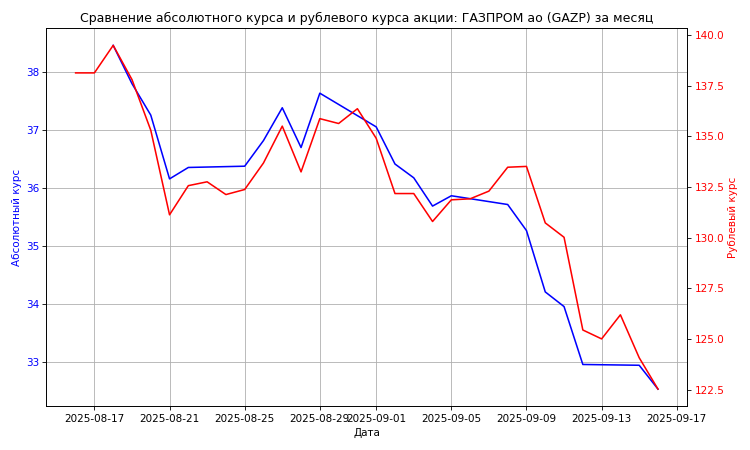 Сравнение абсолютного курса и рублевого курса акции: ГАЗПРОМ ао (GAZP) за месяц
140.0
38
137.5
37
135.0
36
132.5
Абсолютный курс
Рублевый курс
35
130.0
34
127.5
33
125.0
122.5
2025-08-17 2025-08-21 2025-08-25 2025-08-29 2025-09-01 2025-09-05 2025-09-09 2025-09-13 2025-09-17
Дата